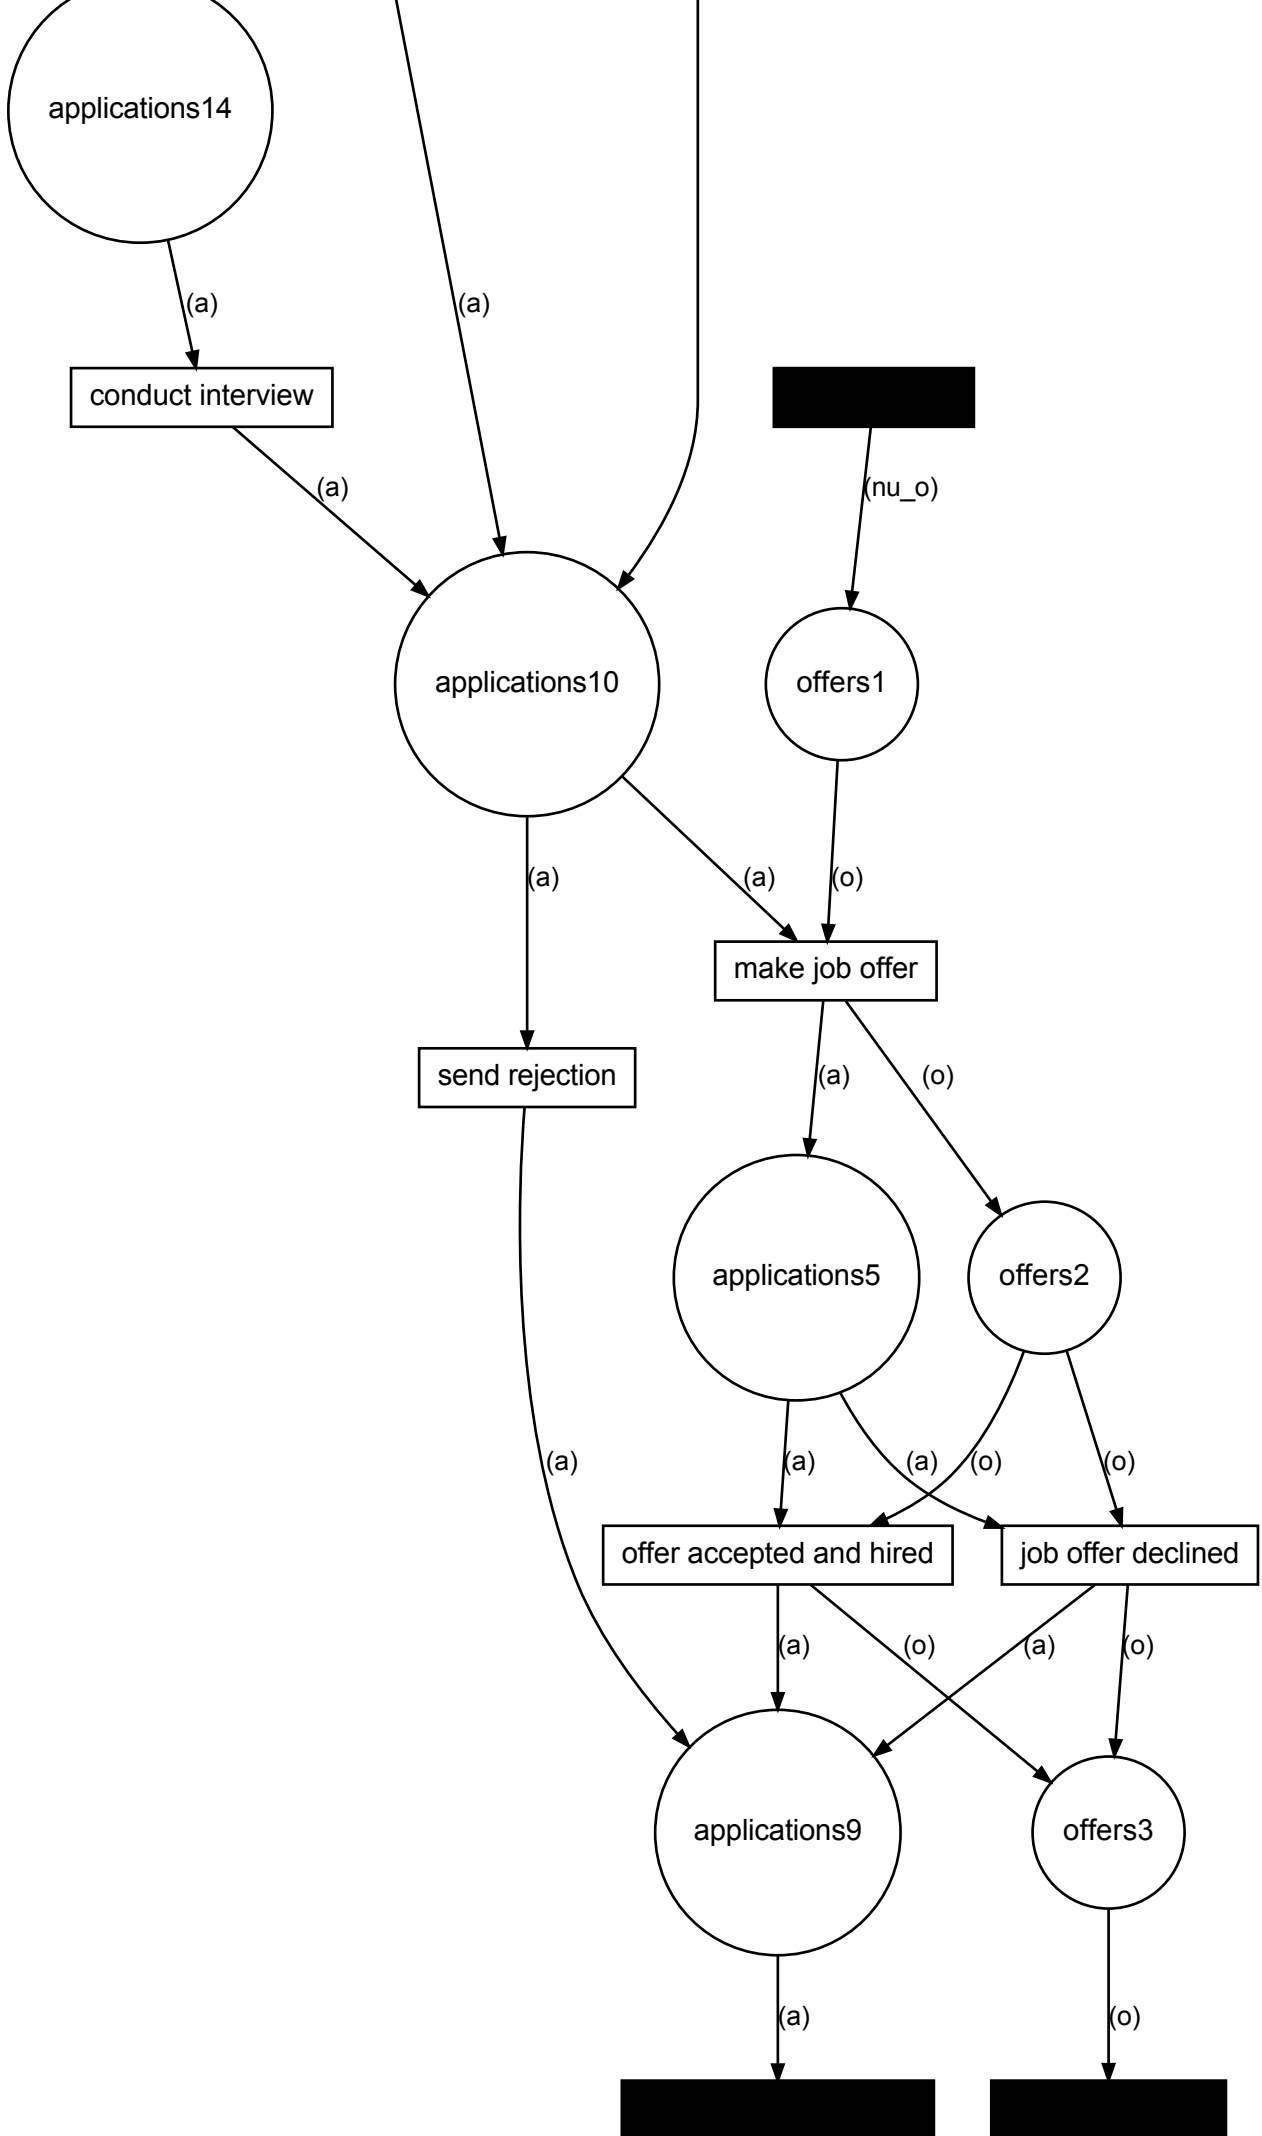 applications14
(a)
(a)
conduct interview
(a)
(nu_o)
applications10
offers1
(a)
(a)
(o)
make job offer
send rejection
(a)
(o)
applications5
offers2
(a)
(a)
(a)
(o)
(o)
offer accepted and hired
job offer declined
(a)
(o)
(a)
(o)
applications9
offers3
(a)
(o)